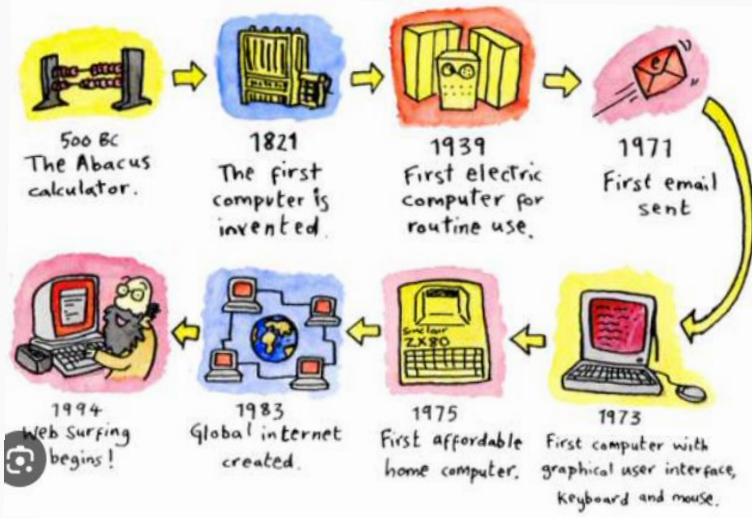 500 BC
The Abacus
calculator.
1821
The first
computer is
invented.
1939
First electric
computer for
routine use.
1971
First email
sent
e
1973
First computer with
graphical user interface,
Keyboard and mouse.
Sinclair
ZX80
1975
First affordable
home computer.
1983
Global internet
created.
1994
Web Surfing
begins!